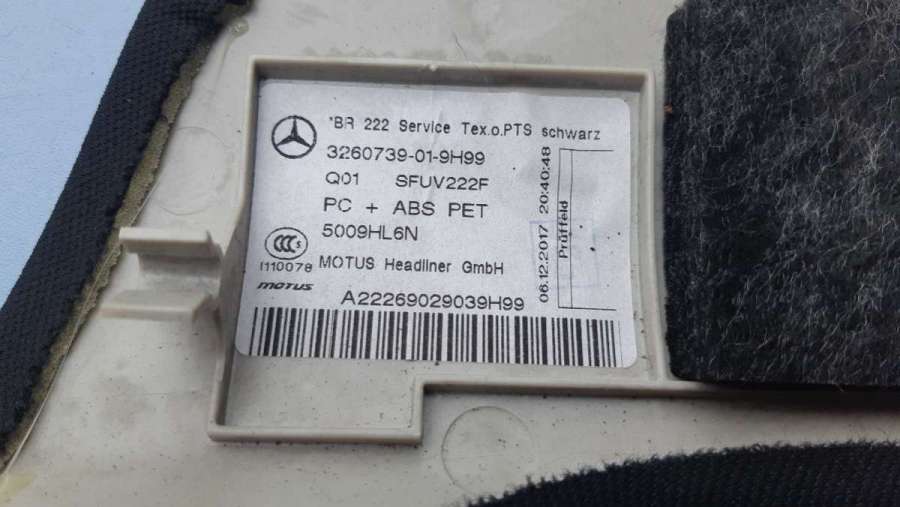 *BR 222 Service Tex.o.PTS schwarz
3260739-01-9H99
Q01 SFUV222F
PC + ABS PET
5009HL6N
CCC S
I110078 MOTUS Headliner GmbH
MOTUS
A22269029039H99
06.12.2017 20:40:48
Prüffeld